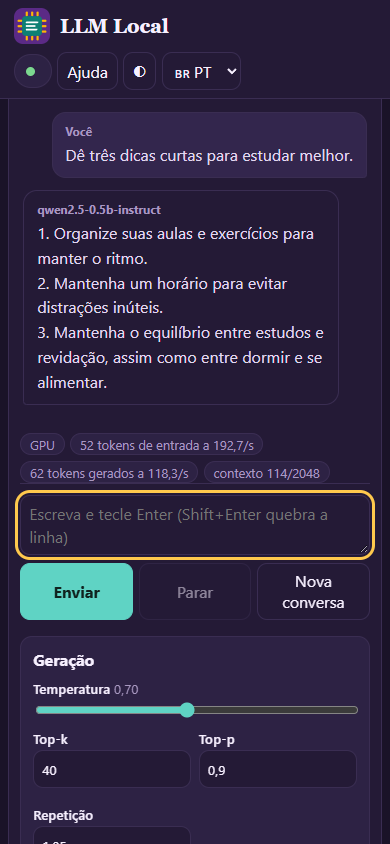 LLM Local
Ajuda
BR PT
Você
Dê três dicas curtas para estudar melhor.
qwen2.5-0.5b-instruct
1. Organize suas aulas e exercícios para
manter o ritmo.
2. Mantenha um horário para evitar
distrações inúteis.
3. Mantenha o equilíbrio entre estudos e
revidação, assim como entre dormir e se
alimentar.
GPU
52 tokens de entrada a 192,7/s
62 tokens gerados a 118,3/s
contexto 114/2048
Escreva e tecle Enter (Shift+Enter quebra a
linha)
Enviar
Parar
Nova
conversa
Geração
Temperatura 0,70
Top-k
Top-p
40
0,9
Repetição